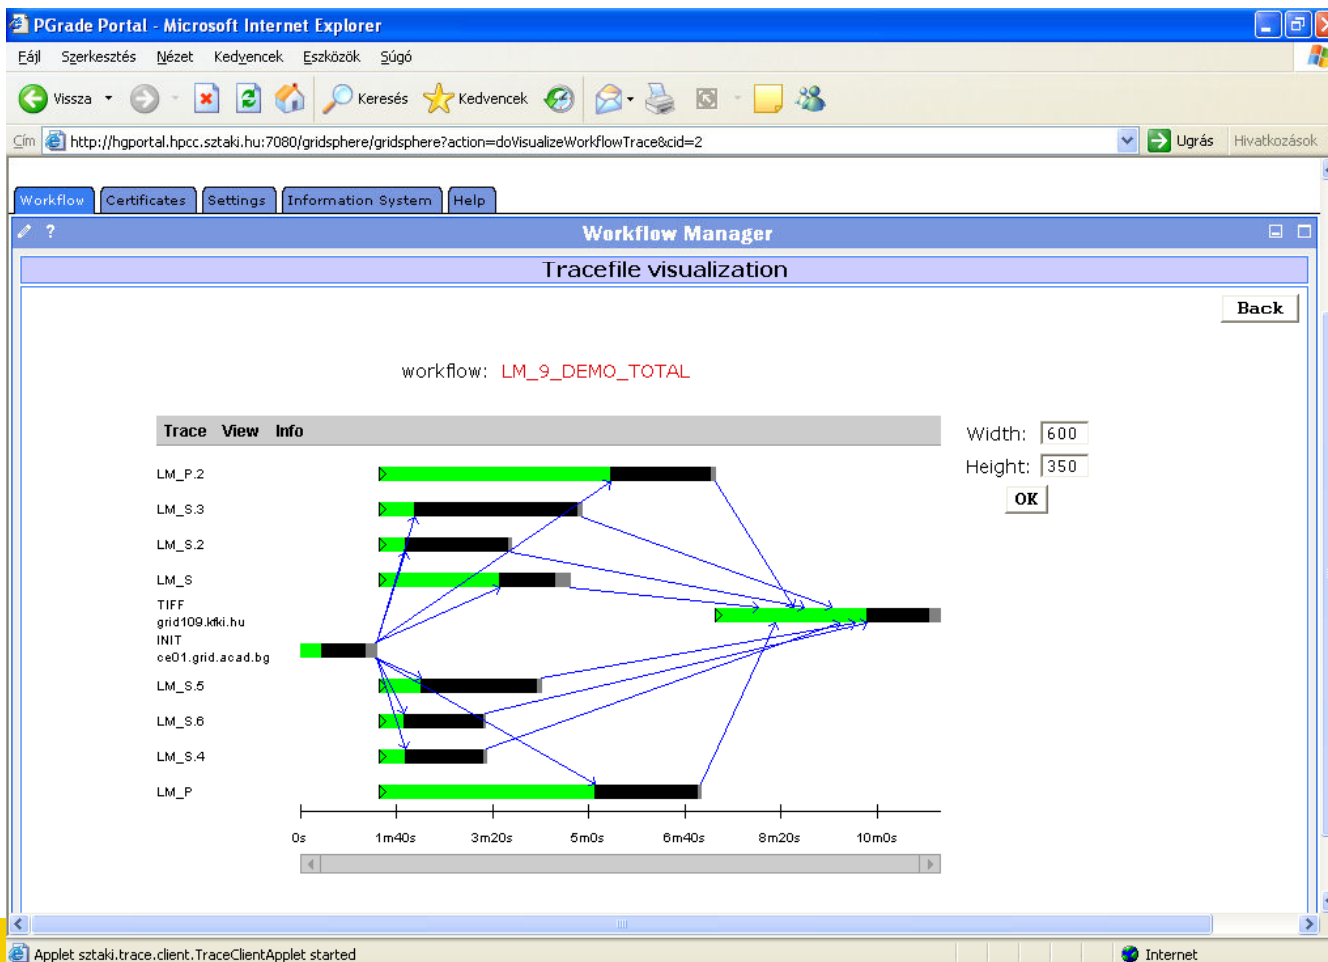 PGrade Portal - Microsoft Internet Explorer
Fájl Szerkesztés Nézet Kedvencek Eszközök Súgó
Vissza Keresés Kedvencek
Cím http://hgportal.hpcc.sztaki.hu:7080/gridsphere/gridsphere?action=doVisualizeWorkflowTrace&cid=2 Ugrás Hivatkozások
Workflow Certificates Settings Information System Help
? Workflow Manager
Tracefile visualization
Back
workflow: LM_9_DEMO_TOTAL
Trace View Info
Width: 600
Height: 350
OK
LM_P.2
LM_S.3
LM_S.2
LM_S
TIFF
grid109.kfki.hu
INIT
ce01.grid.acad.bg
LM_S.5
LM_S.6
LM_S.4
LM_P
0s 1m40s 3m20s 5m0s 6m40s 8m20s 10m0s
Applet sztaki.trace.client.TraceClientApplet started Internet